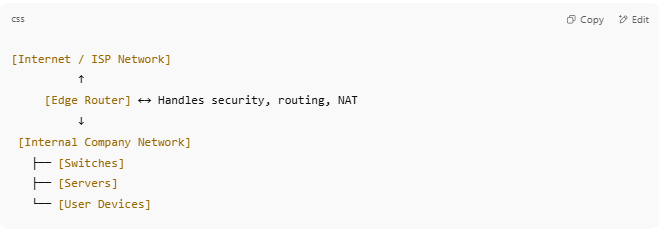 css
Copy
Edit
[Internet / ISP Network]
↑
[Edge Router] ↔ Handles security, routing, NAT
↓
[Internal Company Network]
├── [Switches]
├── [Servers]
└── [User Devices]